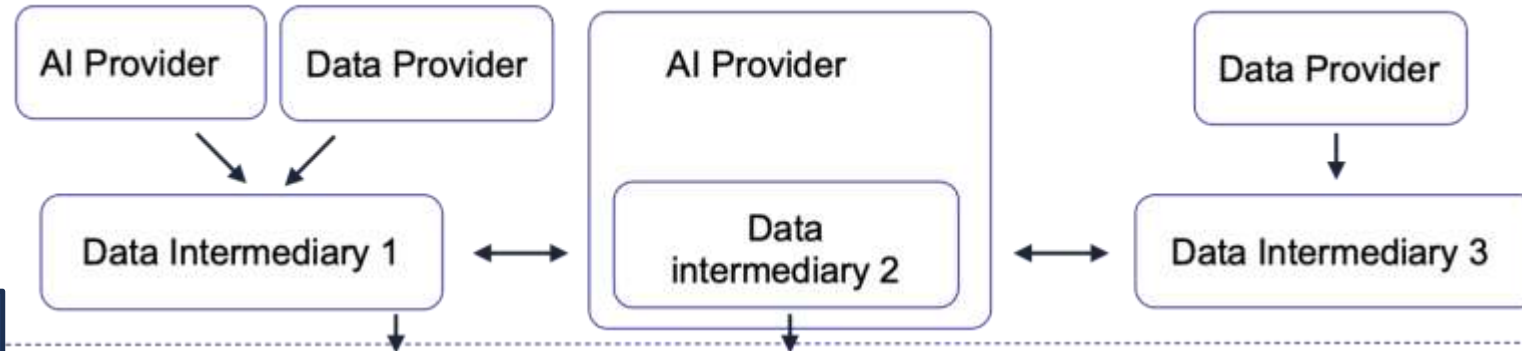 AI Provider
Data Provider
AI Provider
Data Provider
Data Intermediary 1
Data
intermediary 2
Data Intermediary 3